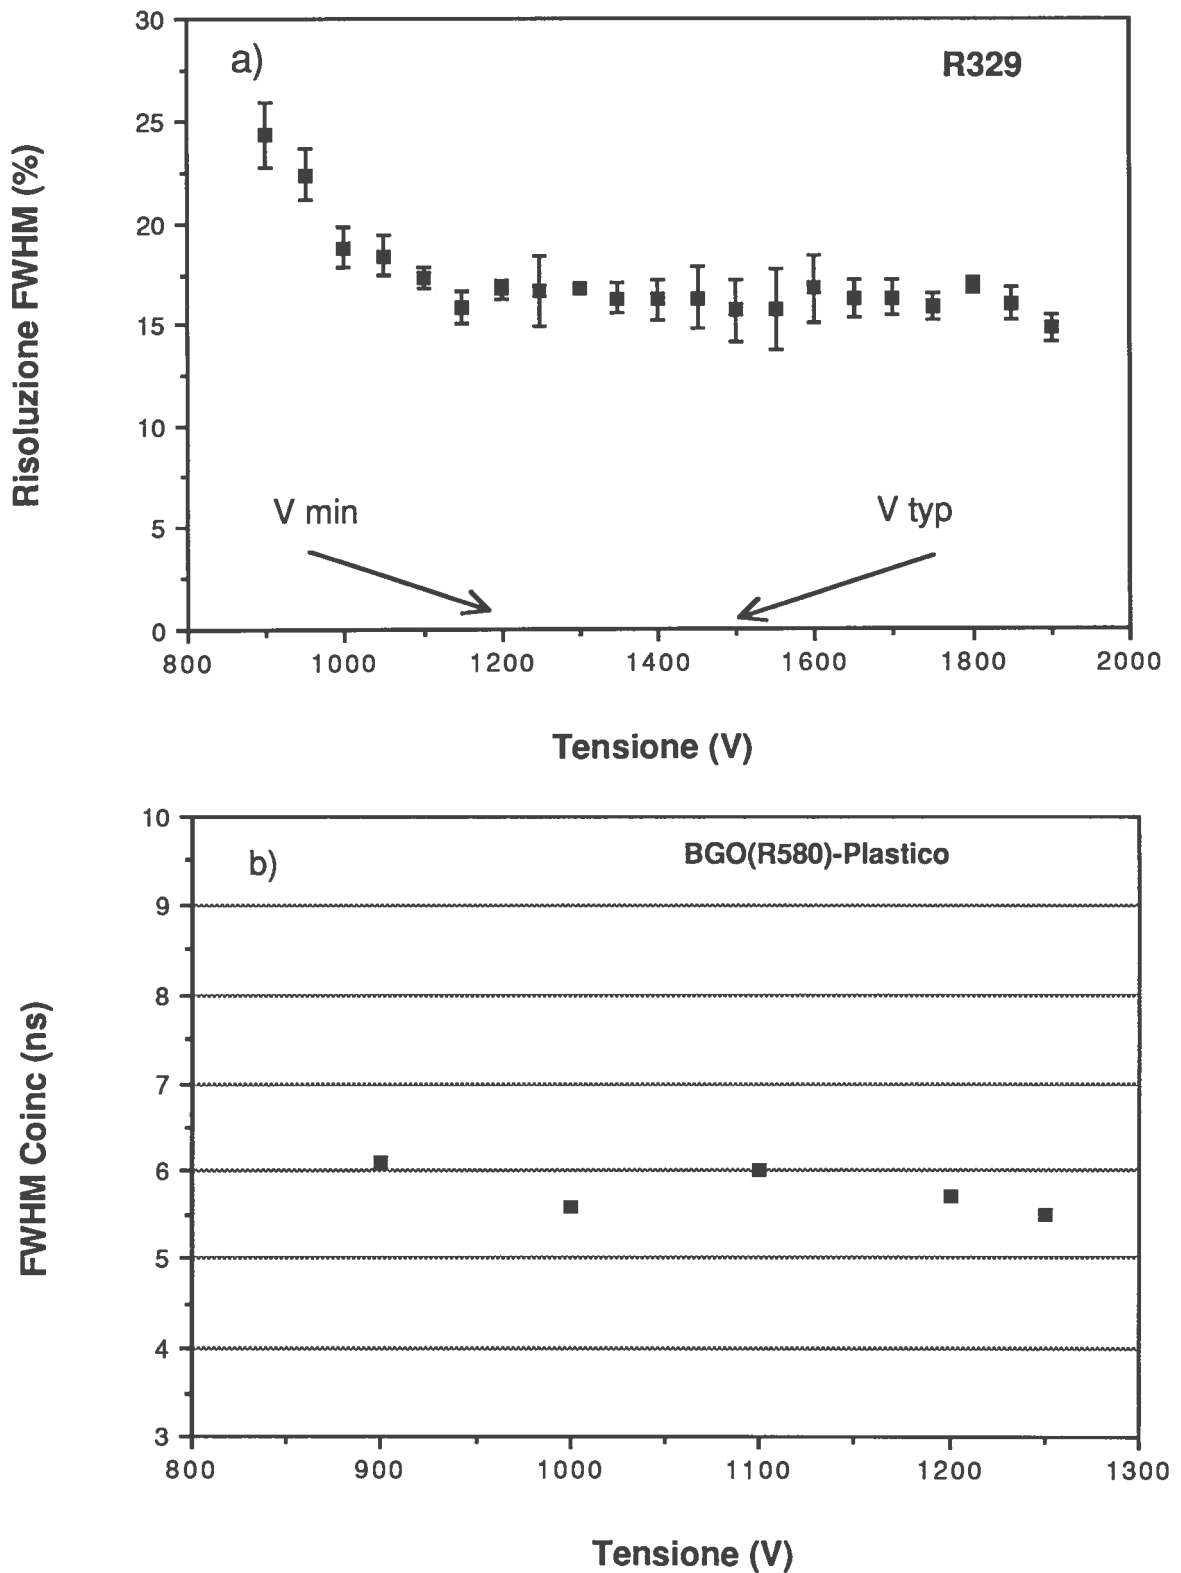 30
a)
R329
25
20
15
10
V min
V typ
5
0
Risoluzione FWHM (%)
800 1000 1200 1400 1600 1800 2000
Tensione (V)
10
b)
BGO(R580)-Plastico
9
8
7
6
5
4
3
FWHM Coinc (ns)
800 900 1000 1100 1200 1300
Tensione (V)